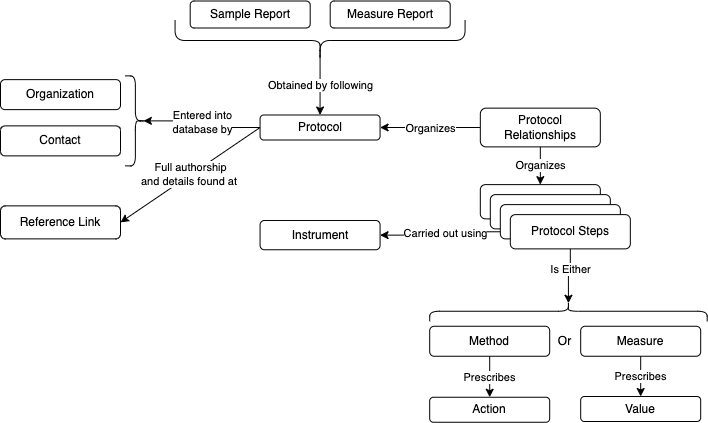 Sample Report
Measure Report
Obtained by following
Organization
Entered into
database by
Protocol
Organizes
Protocol
Relationships
Contact
Organizes
Full authorship
and details found at
Reference Link
Instrument
Carried out using
Protocol Steps
Is Either
Method
Or
Measure
Prescribes
Prescribes
Action
Value